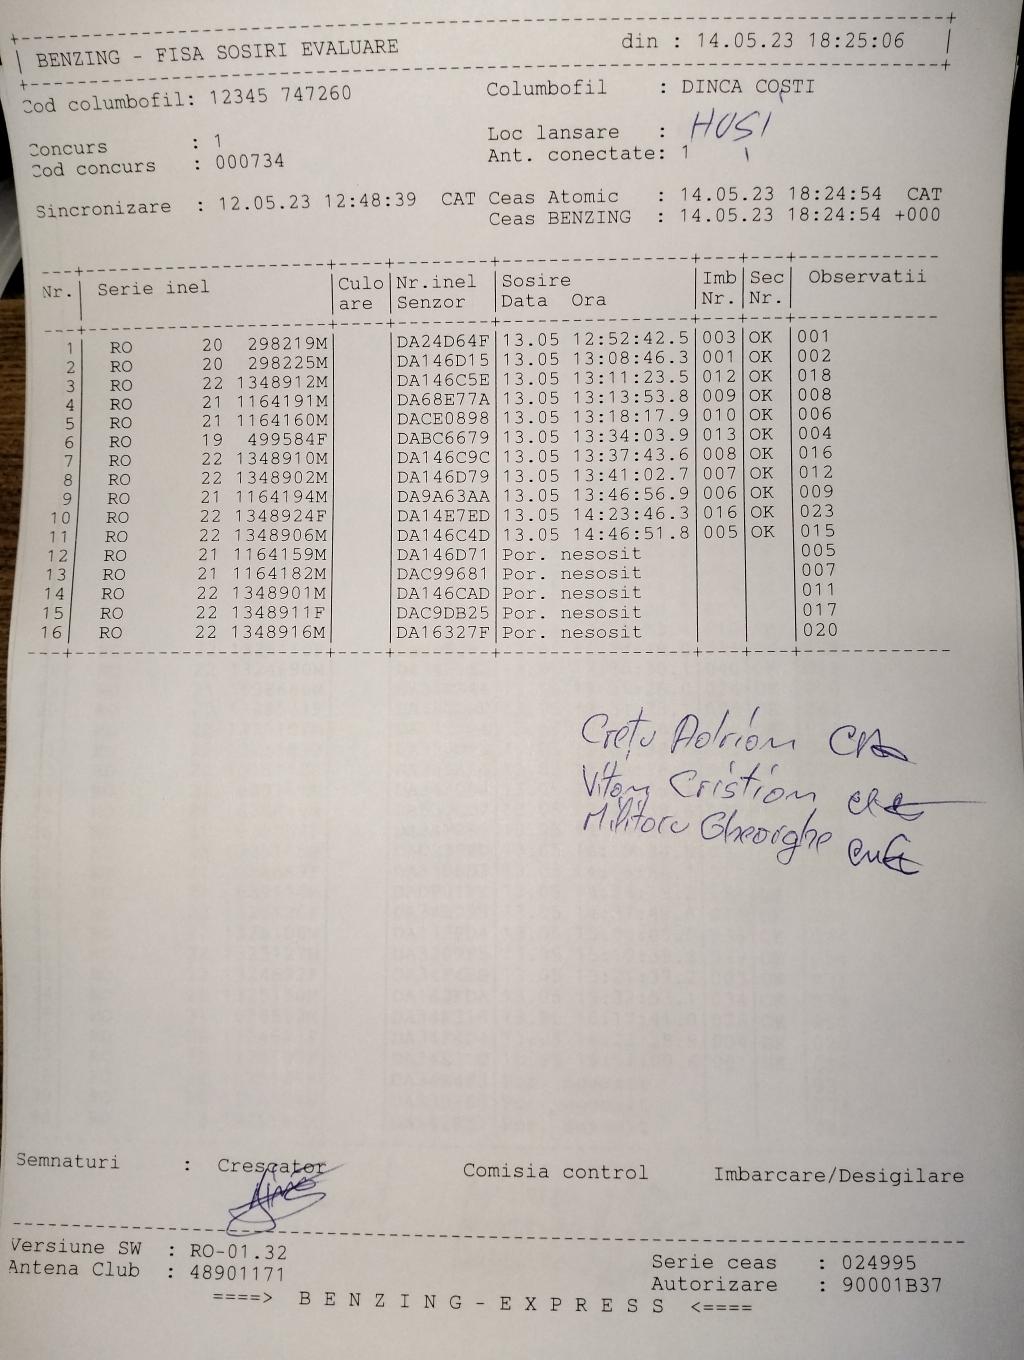 BENZING - FISA SOSIRI EVALUARE din : 14.05.23 18:25:06
Cod columbofil: 12345 747260 Columbofil : DINCA COSTI
Concurs : 1 Loc lansare : HUSI
Cod concurs : 000734 Ant. conectate: 1
Sincronizare : 12.05.23 12:48:39 CAT Ceas Atomic : 14.05.23 18:24:54 CAT
Ceas BENZING : 14.05.23 18:24:54 +000
Nr. Serie inel Culo Nr.inel Sosire Imb Sec Observatii
are Senzor Data Ora Nr. Nr.
1 RO 20 298219M DA24D64F 13.05 12:52:42.5 003 OK 001
2 RO 20 298225M DA146D15 13.05 13:08:46.3 001 OK 002
3 RO 22 1348912M DA146C5E 13.05 13:11:23.5 012 OK 018
4 RO 21 1164191M DA68E77A 13.05 13:13:53.8 009 OK 008
5 RO 21 1164160M DACE0898 13.05 13:18:17.9 010 OK 006
6 RO 19 499584F DABC6679 13.05 13:34:03.9 013 OK 004
7 RO 22 1348910M DA146C9C 13.05 13:37:43.6 008 OK 016
8 RO 22 1348902M DA146D79 13.05 13:41:02.7 007 OK 012
9 RO 21 1164194M DA9A63AA 13.05 13:46:56.9 006 OK 009
10 RO 22 1348924F DA14E7ED 13.05 14:23:46.3 016 OK 023
11 RO 22 1348906M DA146C4D 13.05 14:46:51.8 005 OK 015
12 RO 21 1164159M DA146D71 Por. nesosit 005
13 RO 21 1164182M DAC99681 Por. nesosit 007
14 RO 22 1348901M DA146CAD Por. nesosit 011
15 RO 22 1348911F DAC9DB25 Por. nesosit 017
16 RO 22 1348916M DA16327F Por. nesosit 020
Crețu Adrian
Cristian
Militaru Gheorghe
Semnaturi : Crescator Comisia control Imbarcare/Desigilare
Versiune SW : RO-01.32 Serie ceas : 024995
Antena Club : 48901171 Autorizare : 90001B37
====> B E N Z I N G - E X P R E S S <====